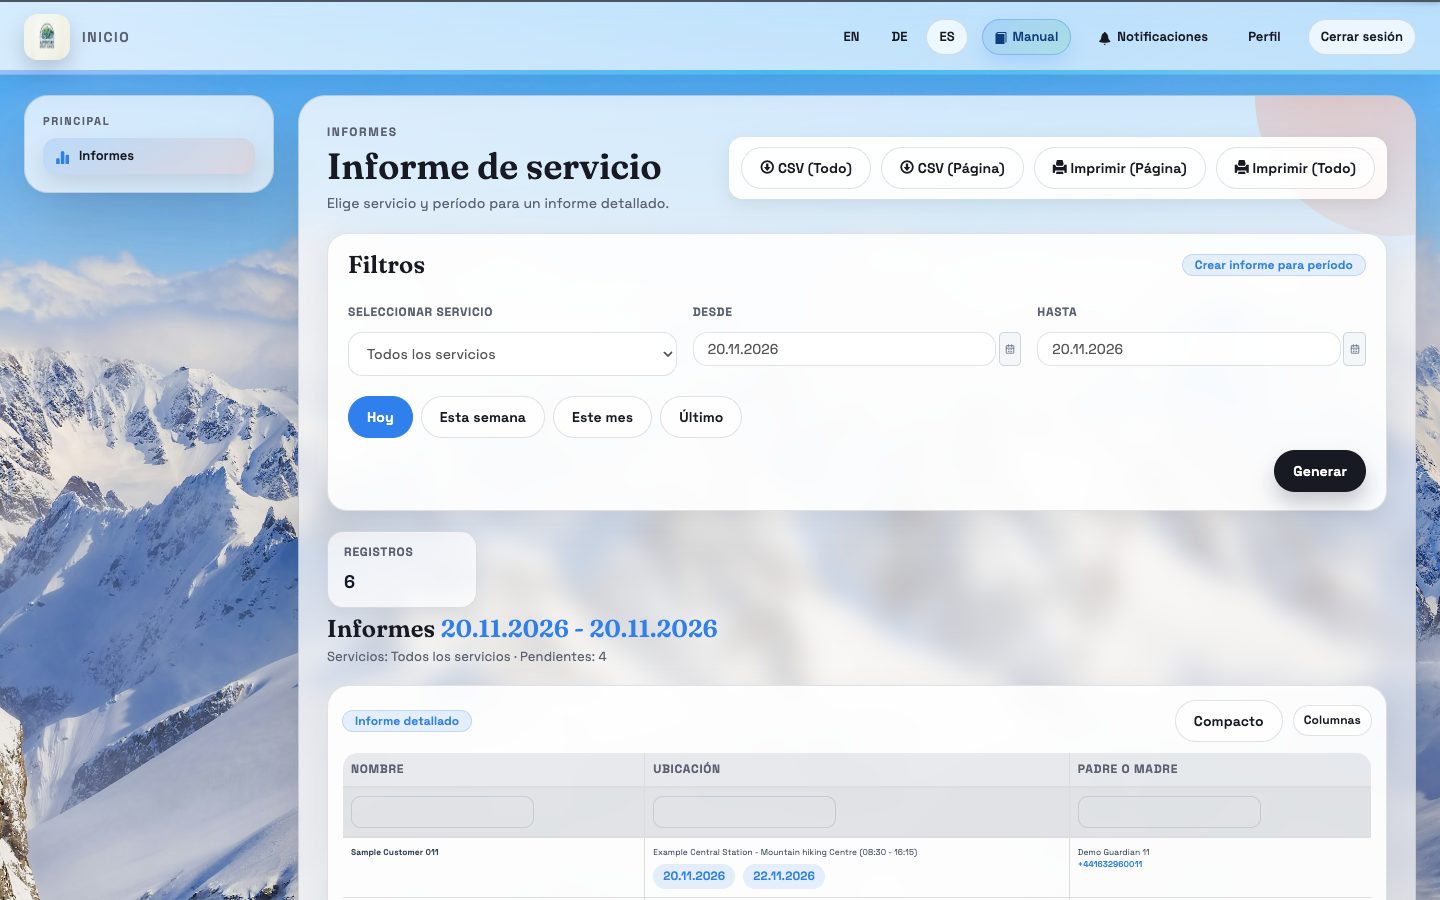 INICIO
EN
DE
ES
Manual
Notificaciones
Perfil
Cerrar sesión
PRINCIPAL
Informes
INFORMES
Informe de servicio
Elige servicio y período para un informe detallado.
CSV (Todo)
CSV (Página)
Imprimir (Página)
Imprimir (Todo)
Filtros
Crear informe para período
SELECCIONAR SERVICIO
DESDE
HASTA
Todos los servicios
20.11.2026
20.11.2026
Hoy
Esta semana
Este mes
Último
Generar
REGISTROS
6
Informes 20.11.2026 - 20.11.2026
Servicios: Todos los servicios · Pendientes: 4
Informe detallado
Compacto
Columnas
NOMBRE
UBICACIÓN
PADRE O MADRE
Sample Customer 011
Example Central Station - Mountain hiking Centre (08:30 - 16:15)
20.11.2026
22.11.2026
Demo Guardian 11
+441632960011